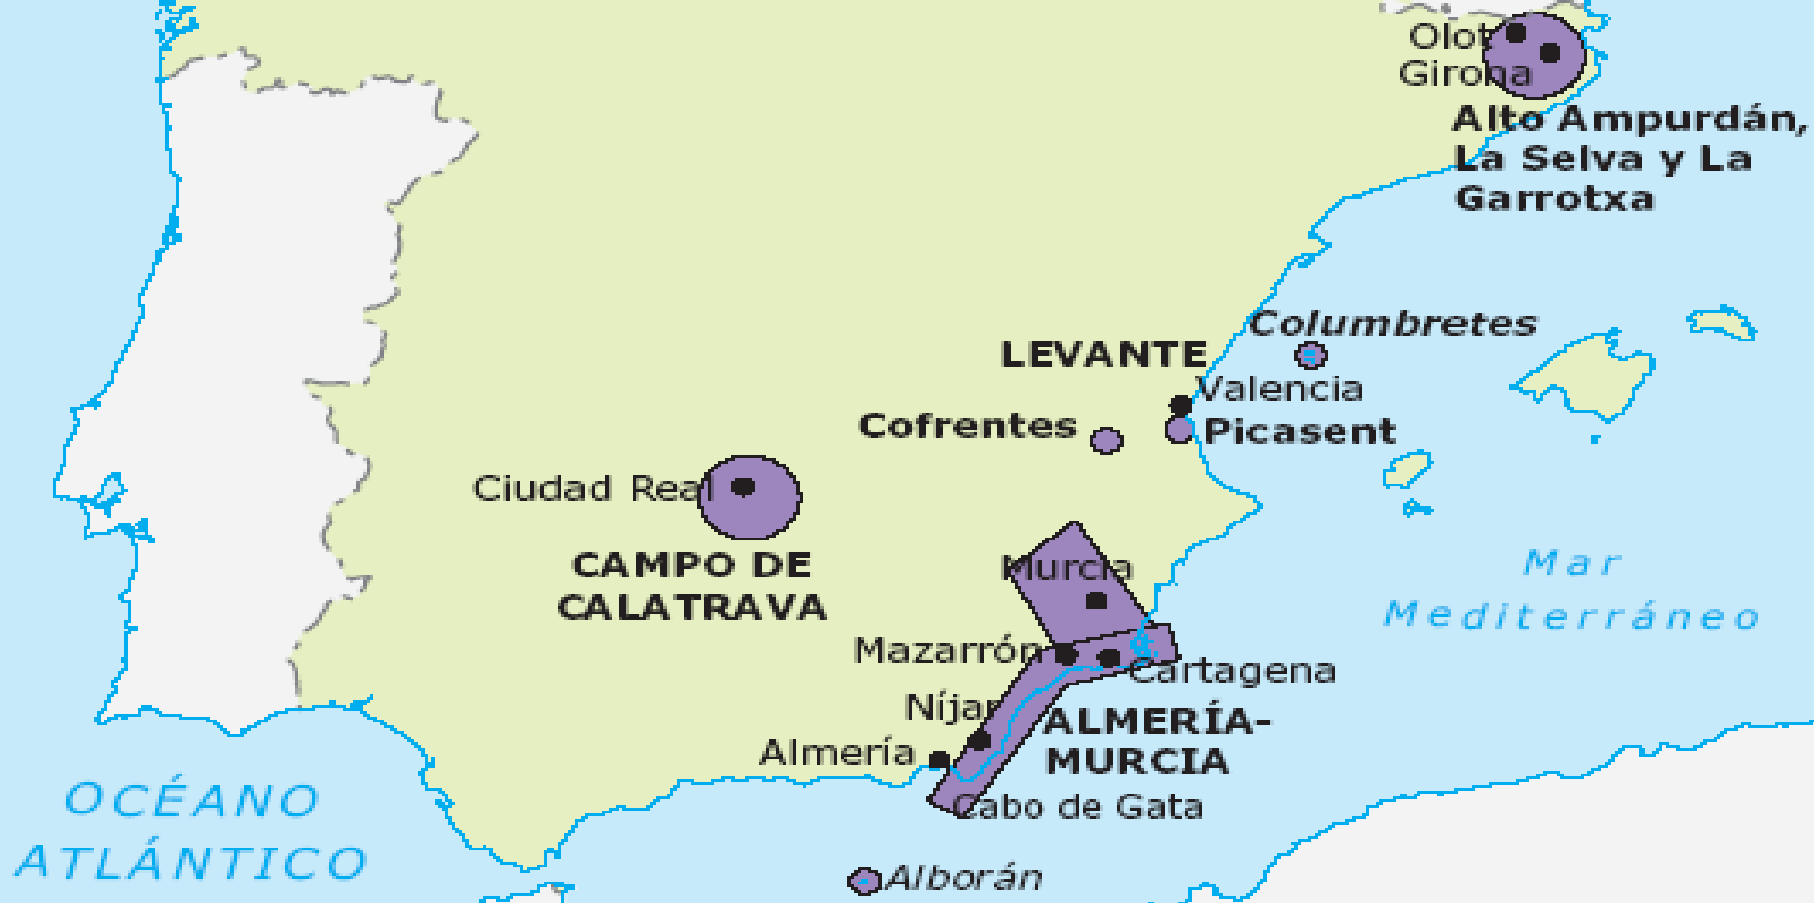 Olot
Girona
Alto Ampurdán,
La Selva y La
Garrotxa
Columbretes
LEVANTE
Valencia
Cofrentes
Picasent
Ciudad Real
CAMPO DE
CALATRAVA
Murcia
Mar
Mediterráneo
Mazarrón
Cartagena
Níjar
ALMERÍA-
MURCIA
Almería
Cabo de Gata
OCÉANO
ATLÁNTICO
Alborán